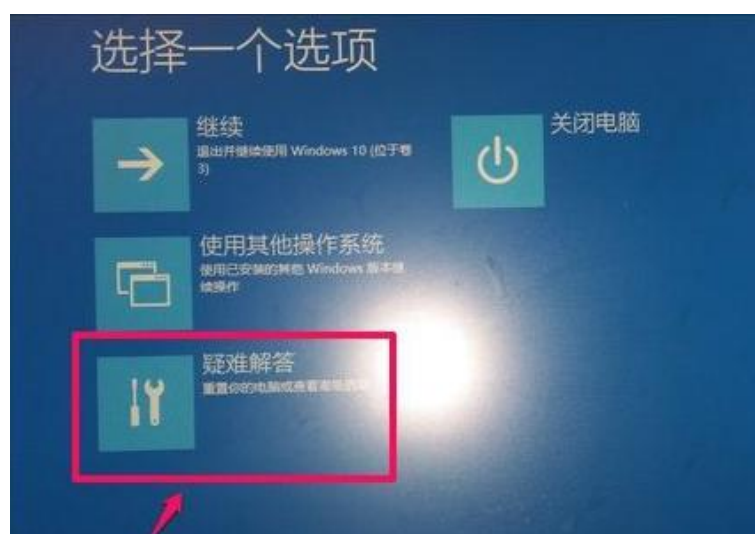 选择一个选项
继续
退出并继续使用 Windows 10 (位于卷
3)
关闭电脑
使用其他操作系统
使用已安装的其他 Windows 版本继
续操作
疑难解答
重置你的电脑或查看高级选项